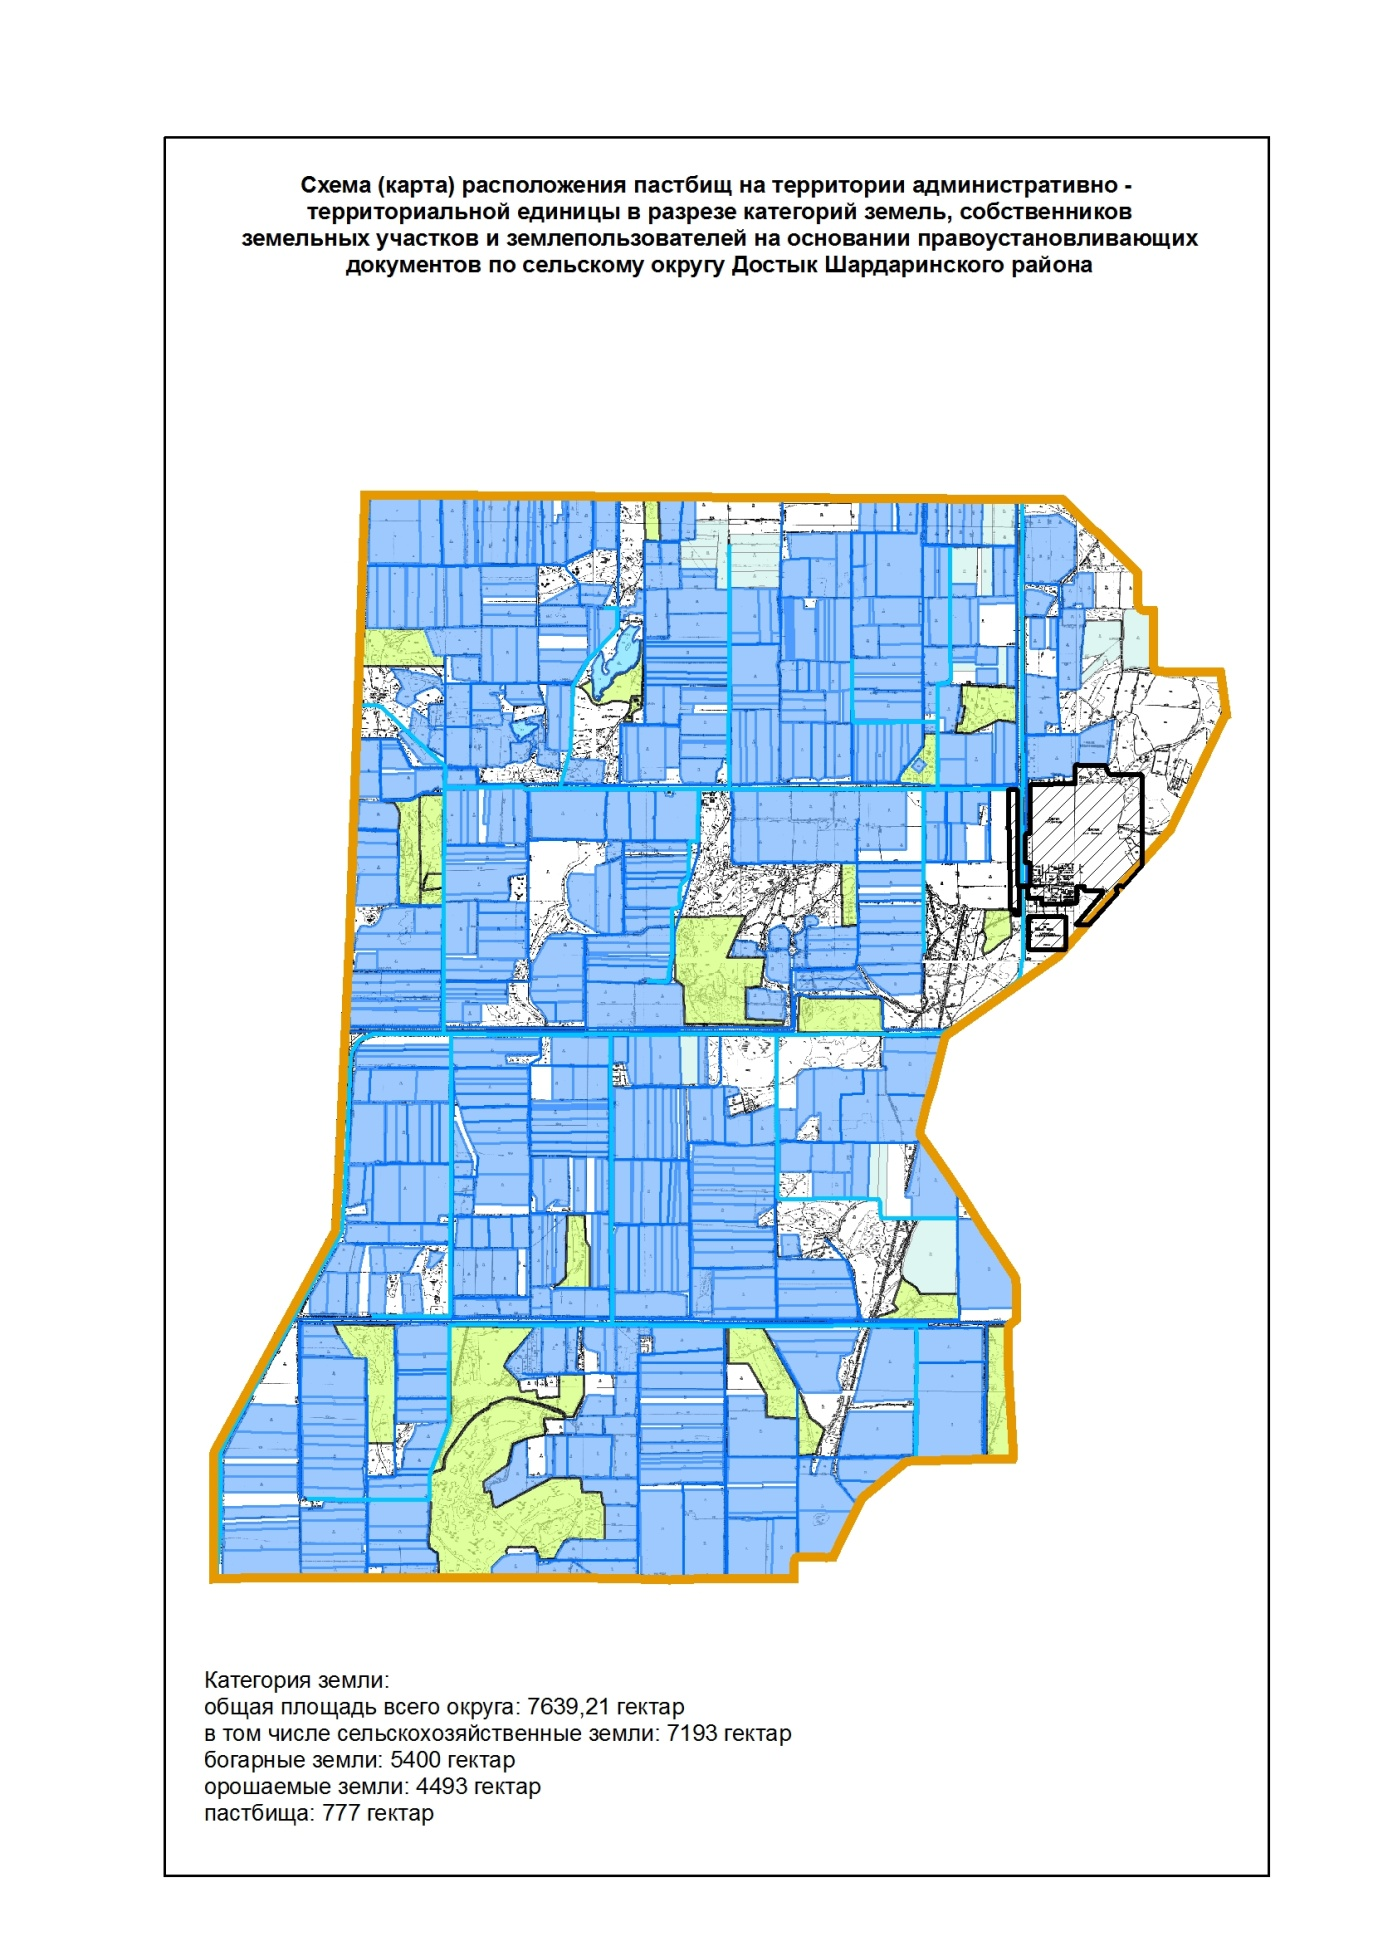 Схема (карта) расположения пастбищ на территории административно -
территориальной единицы в разрезе категорий земель, собственников
земельных участков и землепользователей на основании правоустановливающих
документов по сельскому округу Достык Шардаринского района
Категория земли:
общая площадь всего округа: 7639,21 гектар
в том числе сельскохозяйственные земли: 7193 гектар
богарные земли: 5400 гектар
орошаемые земли: 4493 гектар
пастбища: 777 гектар